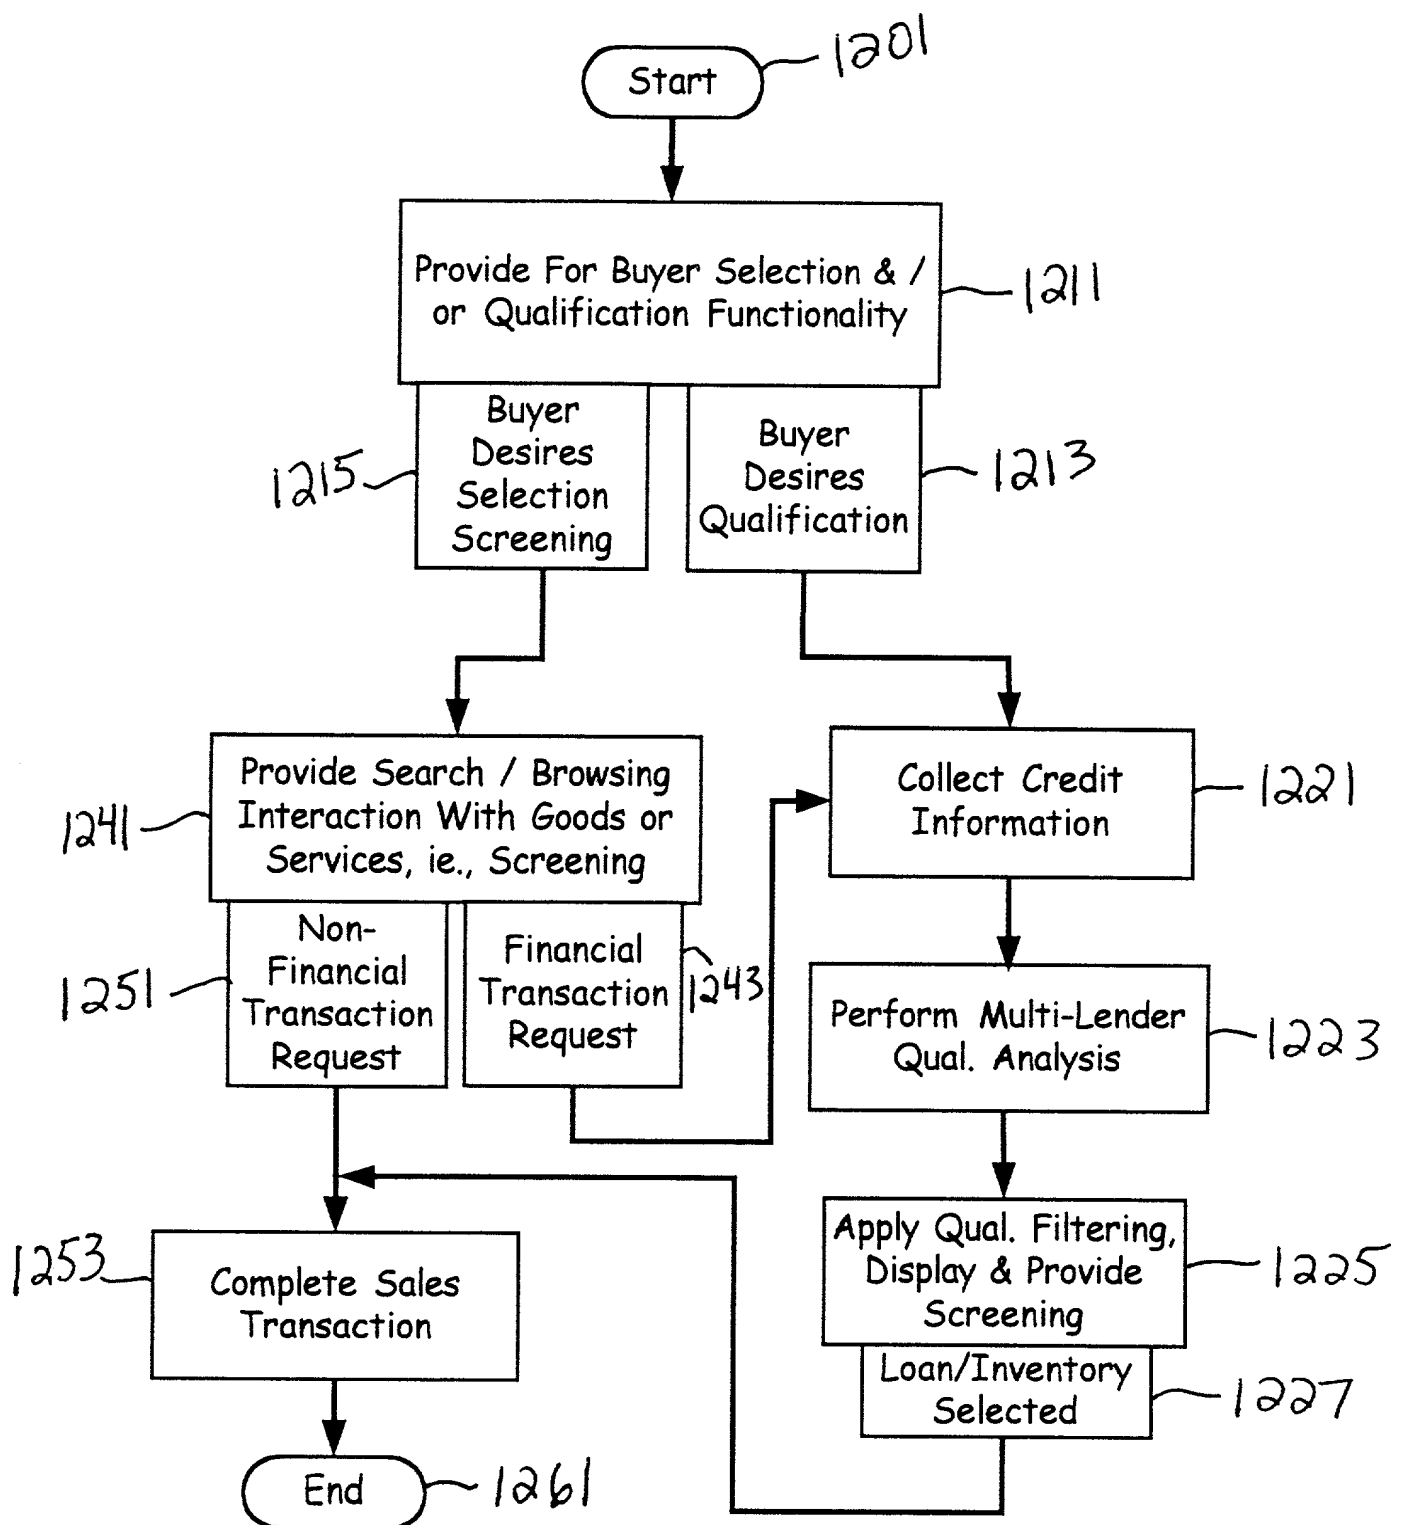 Start
1201
Provide For Buyer Selection & /
or Qualification Functionality
1211
Buyer
Desires
Selection
Screening
1215
Buyer
Desires
Qualification
1213
Provide Search / Browsing
Interaction With Goods or
Services, ie., Screening
1241
Collect Credit
Information
1221
Non-
Financial
Transaction
Request
1251
Financial
Transaction
Request
1243
Perform Multi-Lender
Qual. Analysis
1223
Apply Qual. Filtering,
Display & Provide
Screening
1225
Loan/Inventory
Selected
1227
Complete Sales
Transaction
1253
End
1261